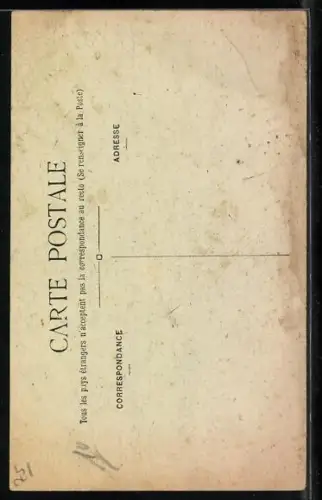 CARTE POSTALE
Tous les pays étrangers n'acceptent pas la correspondance au recto (Se renseigner à la Poste)
CORRESPONDANCE
ADRESSE